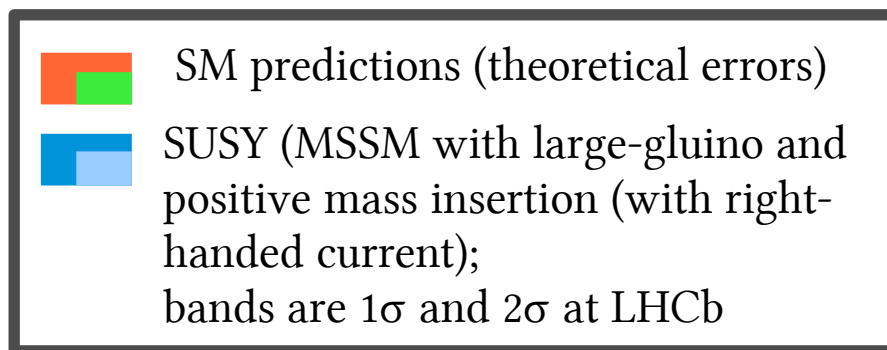 SM predictions (theoretical errors)
SUSY (MSSM with large-gluino and
positive mass insertion (with right-
handed current);
bands are 1σ and 2σ at LHCb